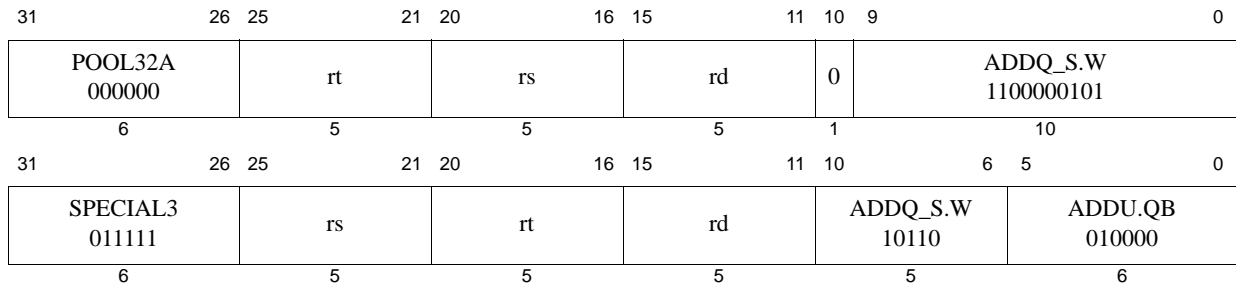 31 26 25 21 20 16 15 11 10 9 0
POOL32A rt rs rd 0 ADDQ_S.W
000000 1100000101
6 5 5 5 1 10
31 26 25 21 20 16 15 11 10 6 5 0
SPECIAL3 rs rt rd ADDQ_S.W ADDU.QB
011111 10110 010000
6 5 5 5 5 6